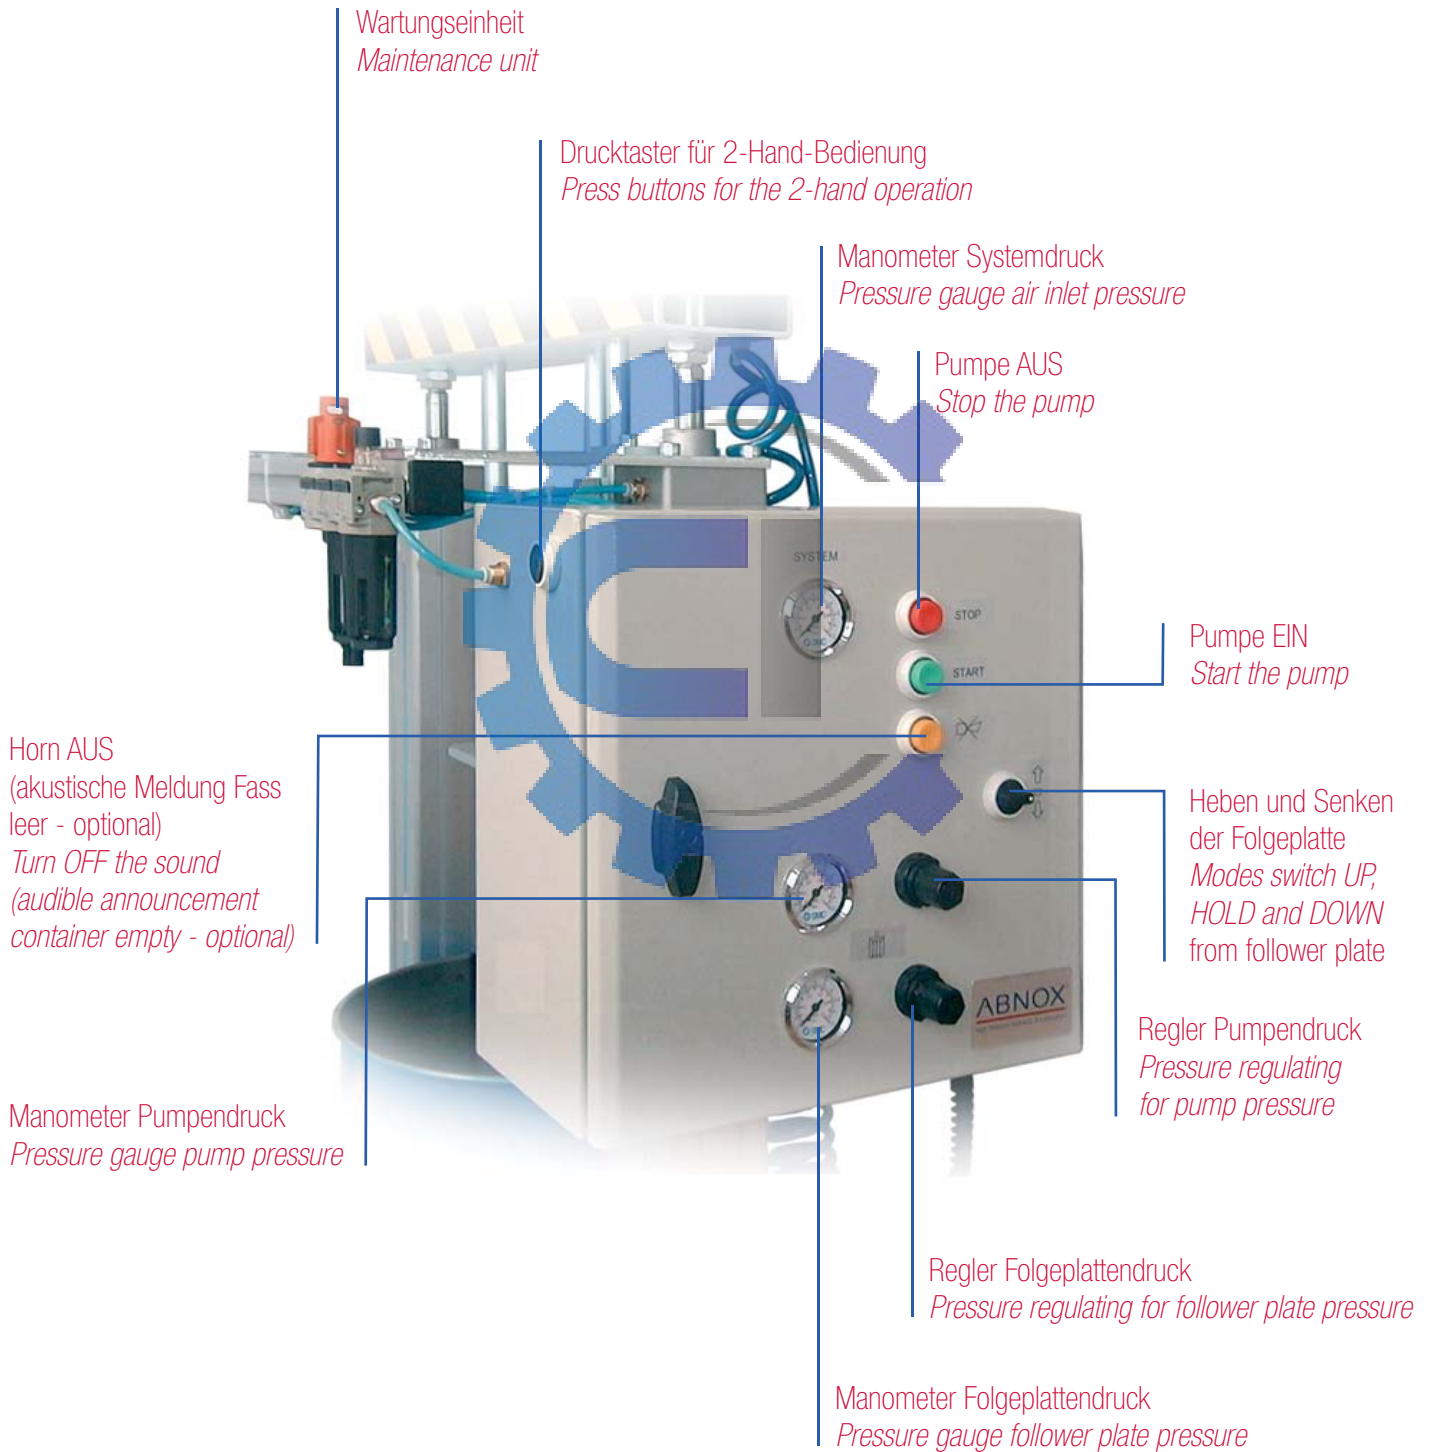 Wartungseinheit
Maintenance unit
Drucktaster für 2-Hand-Bedienung
Press buttons for the 2-hand operation
Manometer Systemdruck
Pressure gauge air inlet pressure
Pumpe AUS
Stop the pump
SYSTEM
SMC
STOP
START
Pumpe EIN
Start the pump
Horn AUS
(akustische Meldung Fass
leer - optional)
Turn OFF the sound
(audible announcement
container empty - optional)
Heben und Senken
der Folgeplatte
Modes switch UP,
HOLD and DOWN
from follower plate
SMC
SMC
ABNOX
Regler Pumpendruck
Pressure regulating
for pump pressure
Manometer Pumpendruck
Pressure gauge pump pressure
Regler Folgeplattendruck
Pressure regulating for follower plate pressure
Manometer Folgeplattendruck
Pressure gauge follower plate pressure